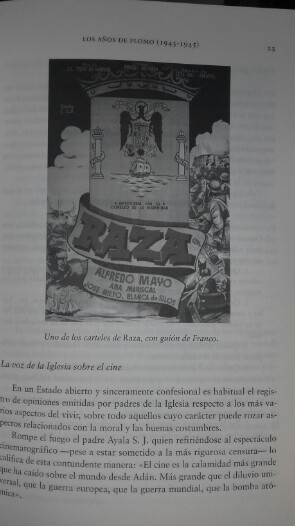 LOS AÑOS DE PLOMO (1943-1945)
23
RAZA
ALFREDO MAYO
ANA MARISCAL
JOSE NIETO, BLANCA de SILOS
Uno de los carteles de Raza, con guión de Franco.
La voz de la Iglesia sobre el cine
En un Estado abierto y sinceramente confesional es habitual el regis-
tro de opiniones emitidas por padres de la Iglesia respecto a los más va-
rios aspectos del vivir, sobre todo aquellos cuyo carácter puede rozar as-
pectos relacionados con la moral y las buenas costumbres.
Rompe el fuego el padre Ayala S. J. quien refiriéndose al espectáculo
cinematográfico —pese a estar sometido a la más rigurosa censura— lo
califica de esta contundente manera: «El cine es la calamidad más grande
que ha caído sobre el mundo desde Adán. Más grande que el diluvio uni-
versal, que la guerra europea, que la guerra mundial, que la bomba ató-
mica».